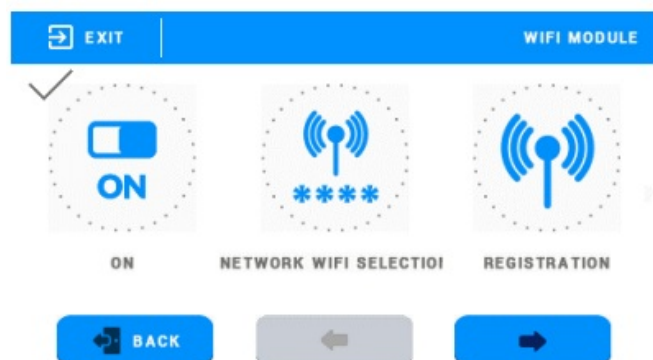 EXIT
WIFI MODULE
ON
****
ON
NETWORK WIFI SELECTIOI
REGISTRATION
BACK